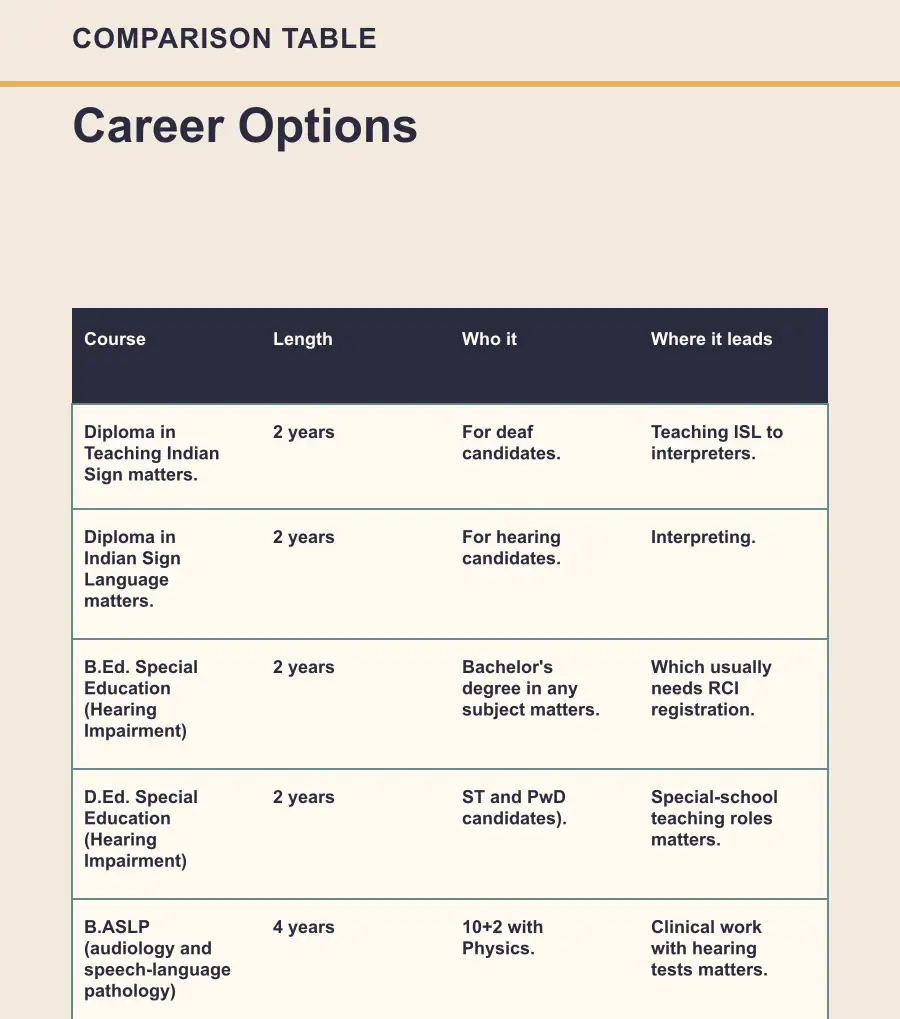 COMPARISON TABLE
Career Options
Course Length Who it Where it leads
Diploma in 2 years For deaf Teaching ISL to
Teaching Indian candidates. interpreters.
Sign matters.
Diploma in 2 years For hearing Interpreting.
Indian Sign candidates.
Language
matters.
B.Ed. Special 2 years Bachelor's Which usually
Education degree in any needs RCI
(Hearing subject matters. registration.
Impairment)
D.Ed. Special 2 years ST and PwD Special-school
Education candidates). teaching roles
(Hearing matters.
Impairment)
B.ASLP 4 years 10+2 with Clinical work
(audiology and Physics. with hearing
speech-language tests matters.
pathology)